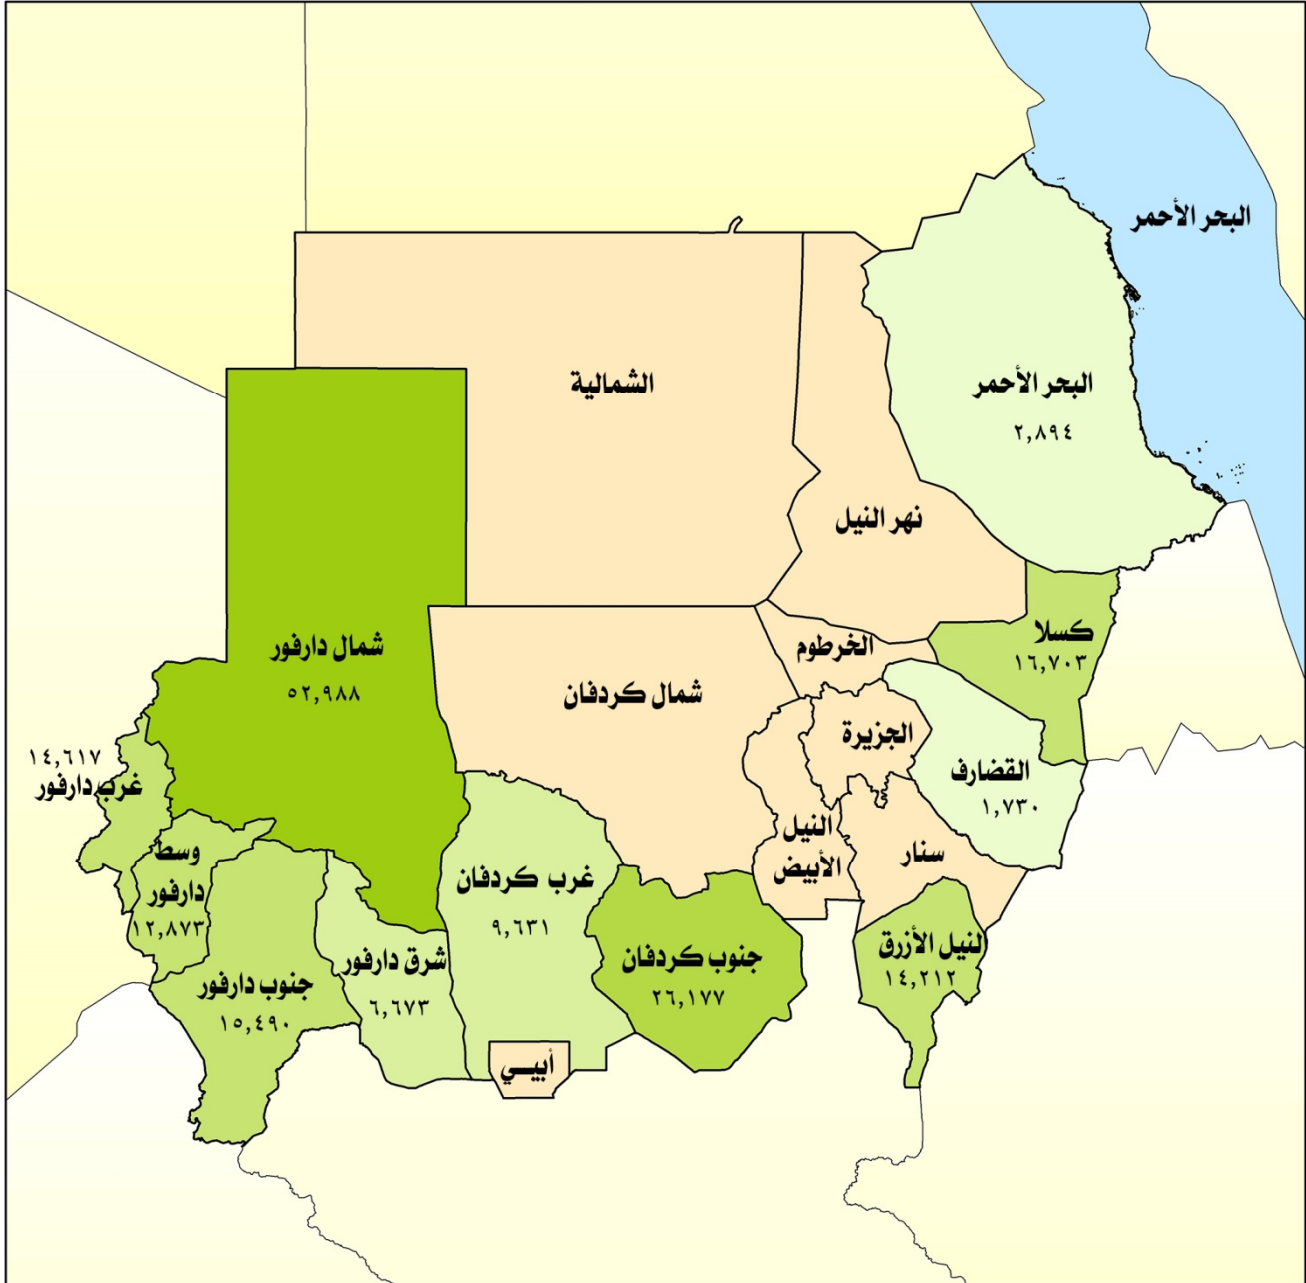 البحر الأحمر
الشمالية
البحر الأحمر
٢,٨٩٤
نهر النيل
كسلا
١٦,٧٠٣
الخرطوم
شمال دارفور
٥٢,٩٨٨
شمال كردفان
الجزيرة
القضارف
١,٧٣٠
١٤,٦١٧
غرب دارفور
النيل
الأبيض
سنار
وسط
دارفور
١٢,٨٧٣
غرب كردفان
٩,٦٣١
لنيل الأزرق
١٤,٢١٢
جنوب كردفان
٢٦,١٧٧
شرق دارفور
٦,٦٧٣
جنوب دارفور
١٥,٤٩٠
أبيــي